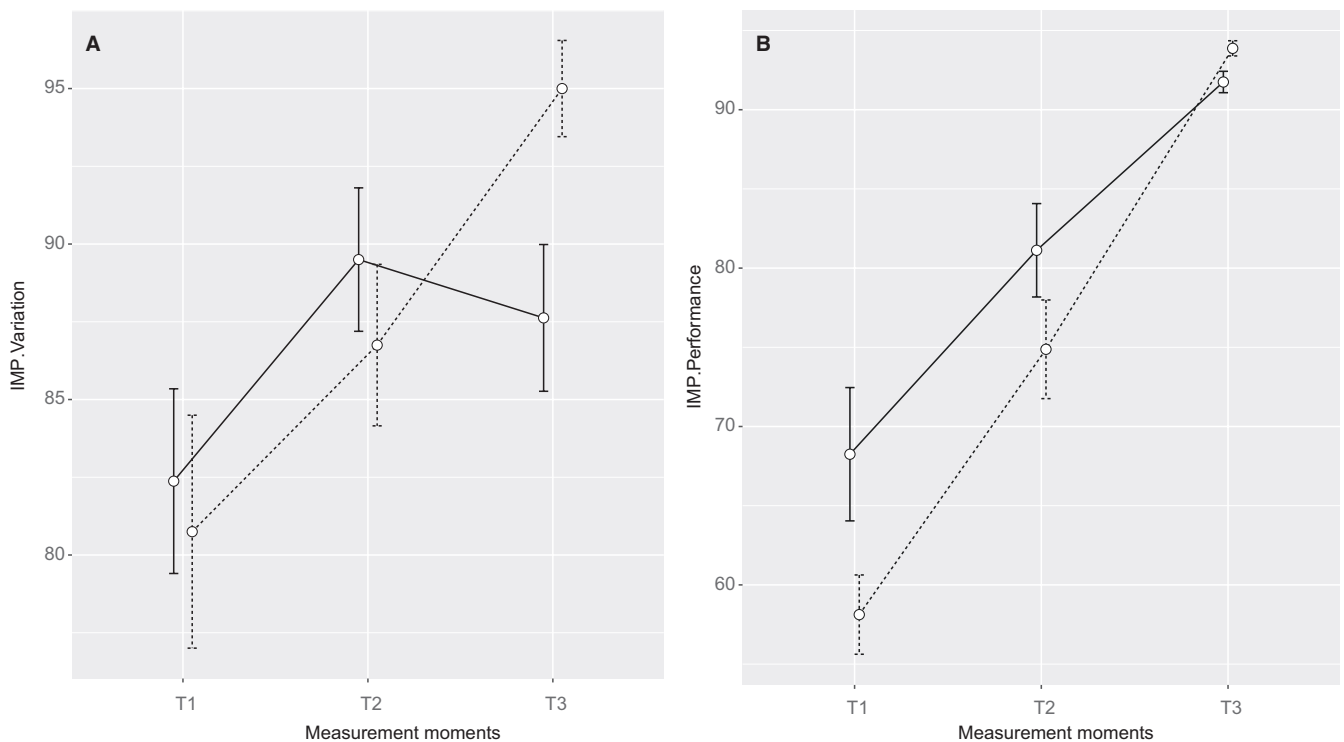 A
IMP.Variation
95
90
85
80
T1 T2 T3
Measurement moments
B
IMP.Performance
90
80
70
60
T1 T2 T3
Measurement moments